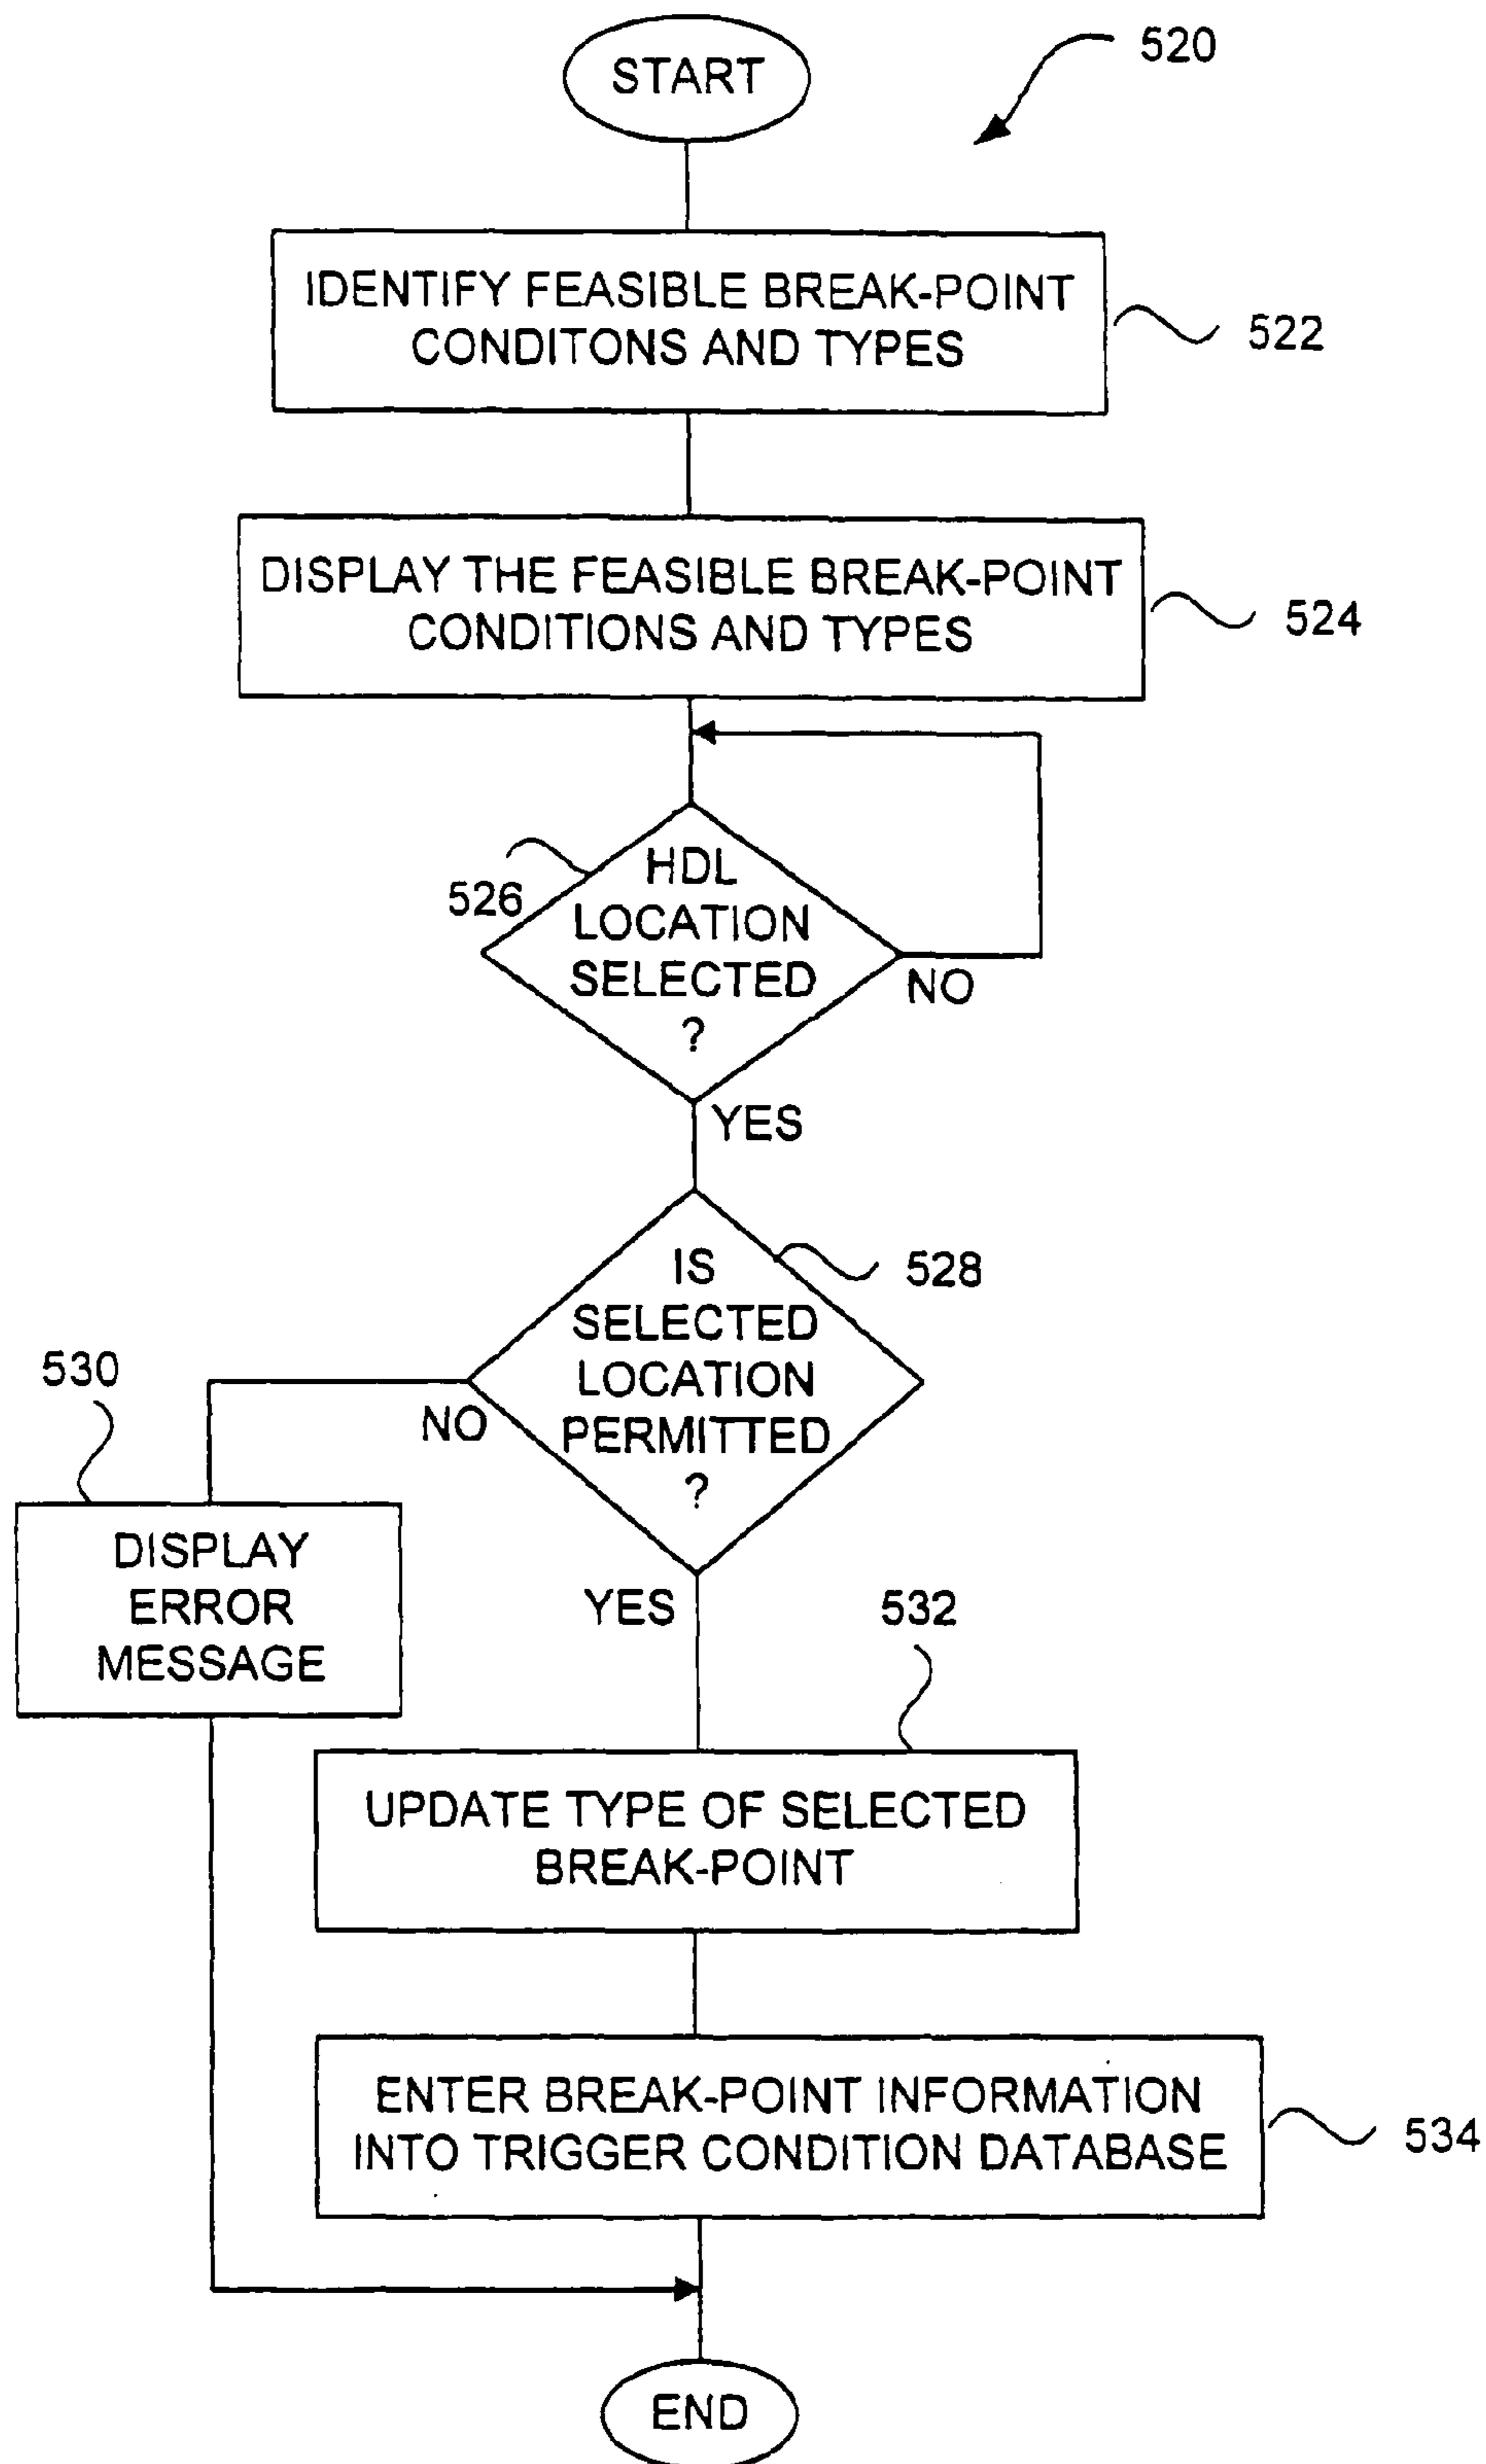 START
520
IDENTIFY FEASIBLE BREAK-POINT
CONDITONS AND TYPES
522
DISPLAY THE FEASIBLE BREAK-POINT
CONDITIONS AND TYPES
524
526
HDL
LOCATION
SELECTED
?
NO
YES
IS
SELECTED
LOCATION
PERMITTED
?
528
530
NO
DISPLAY
ERROR
MESSAGE
YES
532
UPDATE TYPE OF SELECTED
BREAK-POINT
ENTER BREAK-POINT INFORMATION
INTO TRIGGER CONDITION DATABASE
534
END